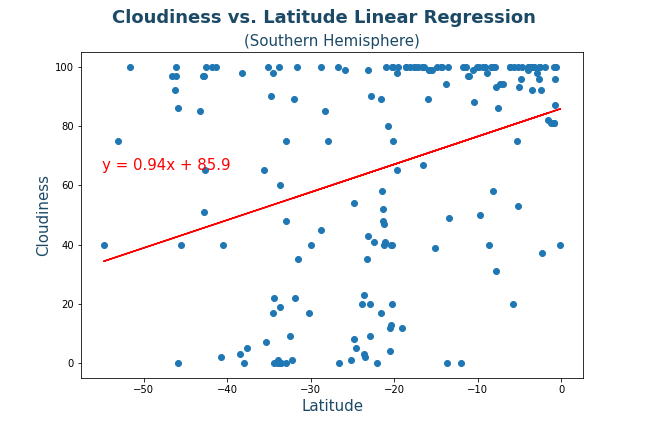 Cloudiness vs. Latitude Linear Regression
(Southern Hemisphere)
100
80
60
40
20
0
Cloudiness
y = 0.94x + 85.9
−50 −40 −30 −20 −10 0
Latitude